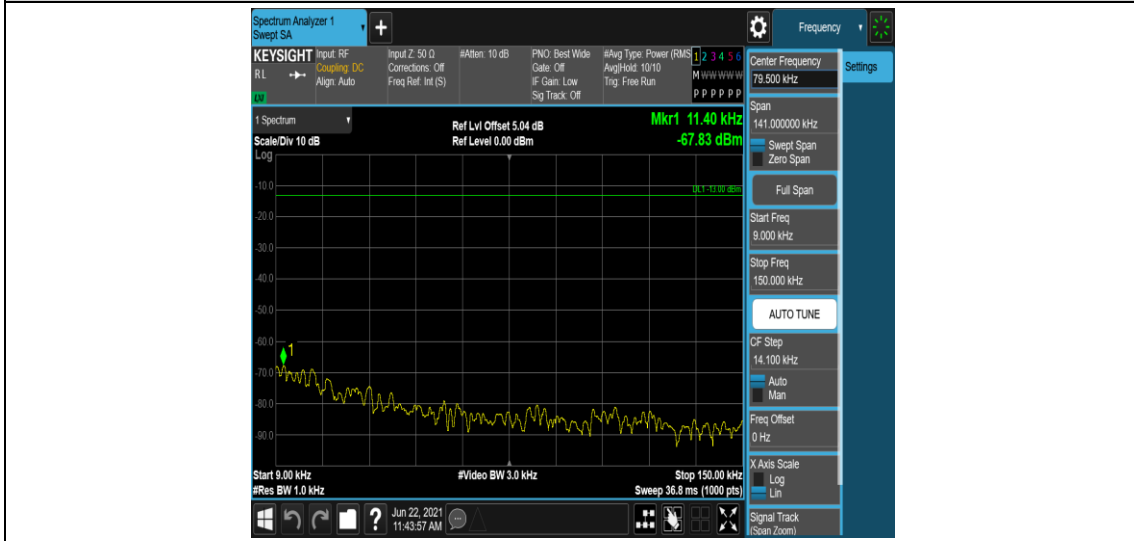 Spectrum Analyzer 1
Swept SA
+
Frequency
KEYSIGHT
RL
Input: RF
Coupling: DC
Align: Auto
Input Z: 50 Ω
Corrections: Off
Freq Ref: Int (S)
#Atten: 10 dB
PNO: Best Wide
Gate: Off
IF Gain: Low
Sig Track: Off
#Avg Type: Power (RMS
Avg|Hold: 10/10
Trig: Free Run
1 2 3 4 5 6
M W W W W W
P P P P P P
1 Spectrum
Scale/Div 10 dB
Log
Ref Lvl Offset 5.04 dB
Ref Level 0.00 dBm
Mkr1 11.40 kHz
-67.83 dBm
DL1 -13.00 dBm
-10.0
-20.0
-30.0
-40.0
-50.0
-60.0
-70.0
-80.0
-90.0
1
Start 9.00 kHz
#Res BW 1.0 kHz
#Video BW 3.0 kHz
Stop 150.00 kHz
Sweep 36.8 ms (1000 pts)
?
Jun 22, 2021
11:43:57 AM
Center Frequency
79.500 kHz
Settings
Span
141.000000 kHz
Swept Span
Zero Span
Full Span
Start Freq
9.000 kHz
Stop Freq
150.000 kHz
AUTO TUNE
CF Step
14.100 kHz
Auto
Man
Freq Offset
0 Hz
X Axis Scale
Log
Lin
Signal Track
(Span Zoom)